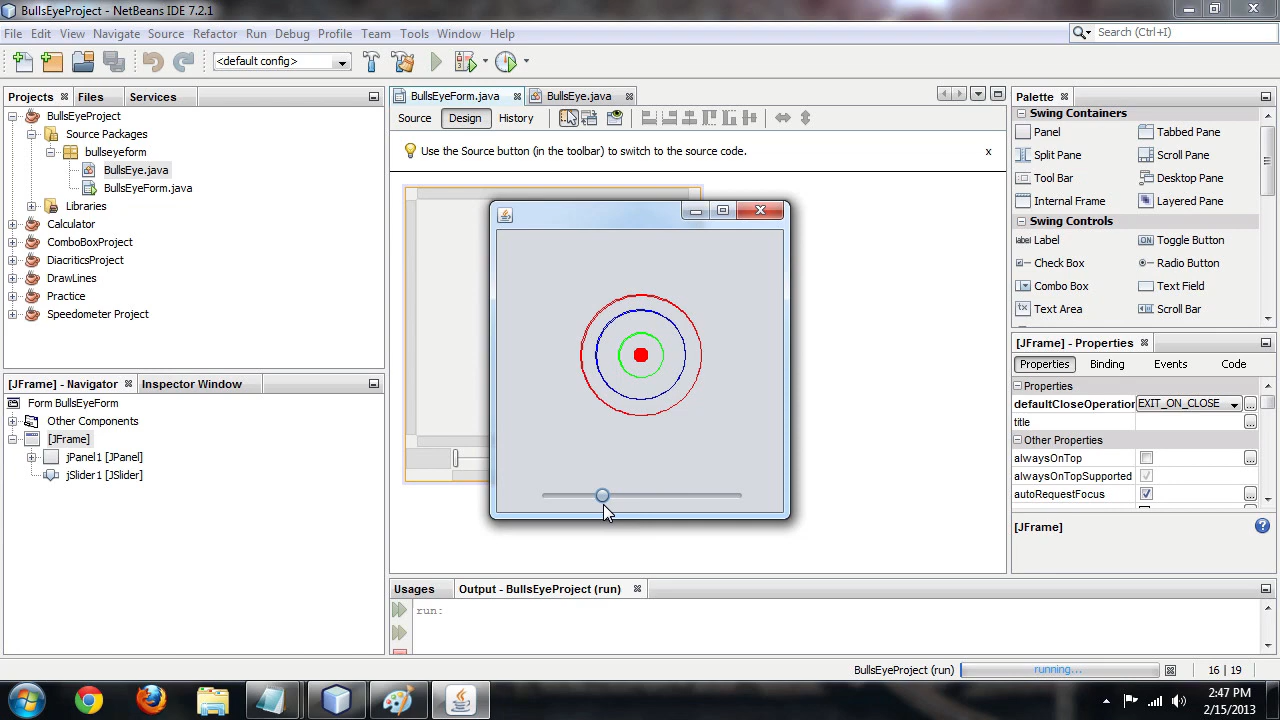 BullsEyeProject - NetBeans IDE 7.2.1
File Edit View Navigate Source Refactor Run Debug Profile Team Tools Window Help
Search (Ctrl+I)
<default config>
Projects Files Services
BullsEyeProject
Source Packages
bullseyeform
BullsEye.java
BullsEyeForm.java
Libraries
Calculator
ComboBoxProject
DiacriticsProject
DrawLines
Practice
Speedometer Project
[JFrame] - Navigator Inspector Window
Form BullsEyeForm
Other Components
[JFrame]
jPanel1 [JPanel]
jSlider1 [JSlider]
BullsEyeForm.java BullsEye.java
Source Design History
Use the Source button (in the toolbar) to switch to the source code. x
Usages Output - BullsEyeProject (run)
run:
Palette
Swing Containers
Panel Tabbed Pane
Split Pane Scroll Pane
Tool Bar Desktop Pane
Internal Frame Layered Pane
Swing Controls
label Label ON Toggle Button
Check Box Radio Button
Combo Box Text Field
Text Area Scroll Bar
[JFrame] - Properties
Properties Binding Events Code
Properties
defaultCloseOperation EXIT_ON_CLOSE
title
Other Properties
alwaysOnTop
alwaysOnTopSupported
autoRequestFocus
[JFrame]
BullsEyeProject (run) running... 16 | 19
2:47 PM
2/15/2013